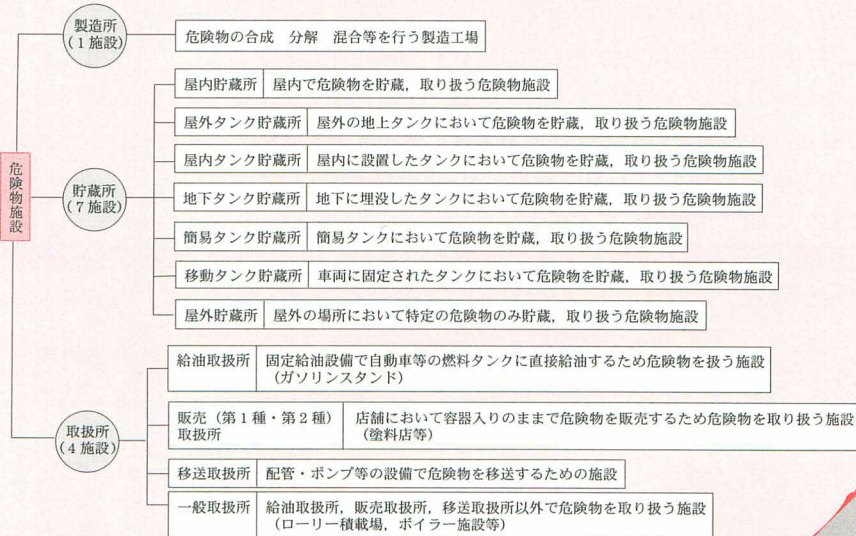 製造所
(1施設)
危険物の合成 分解 混合等を行う製造工場
危険物施設
貯蔵所
(7施設)
屋内貯蔵所 屋内で危険物を貯蔵，取り扱う危険物施設
屋外タンク貯蔵所 屋外の地上タンクにおいて危険物を貯蔵，取り扱う危険物施設
屋内タンク貯蔵所 屋内に設置したタンクにおいて危険物を貯蔵，取り扱う危険物施設
地下タンク貯蔵所 地下に埋没したタンクにおいて危険物を貯蔵，取り扱う危険物施設
簡易タンク貯蔵所 簡易タンクにおいて危険物を貯蔵，取り扱う危険物施設
移動タンク貯蔵所 車両に固定されたタンクにおいて危険物を貯蔵，取り扱う危険物施設
屋外貯蔵所 屋外の場所において特定の危険物のみ貯蔵，取り扱う危険物施設
取扱所
(4施設)
給油取扱所 固定給油設備で自動車等の燃料タンクに直接給油するため危険物を扱う施設
(ガソリンスタンド)
販売（第1種・第2種） 店舗において容器入りのままで危険物を販売するため危険物を取り扱う施設
取扱所 (塗料店等)
移送取扱所 配管・ポンプ等の設備で危険物を移送するための施設
一般取扱所 給油取扱所，販売取扱所，移送取扱所以外で危険物を取り扱う施設
(ローリー積載場，ボイラー施設等)